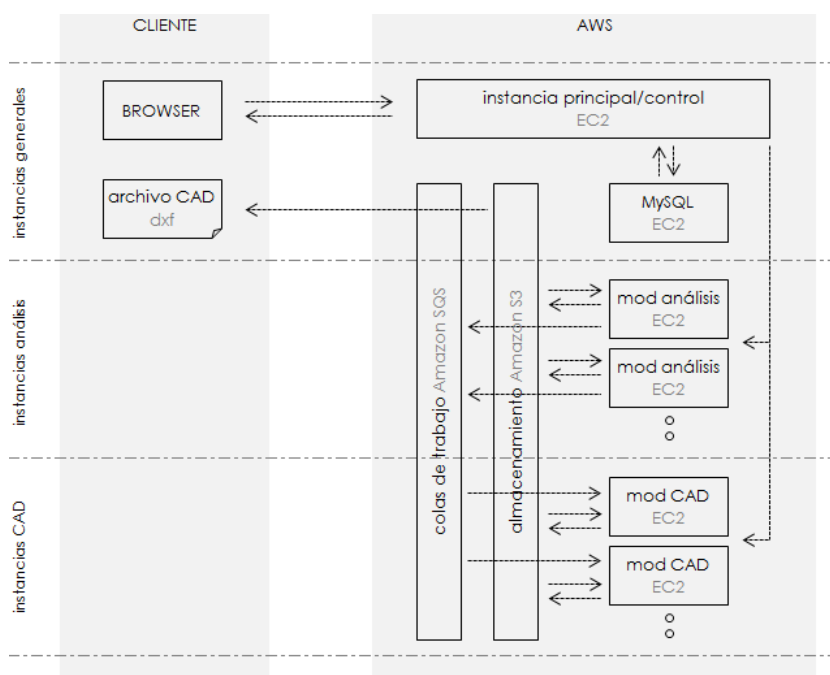 CLIENTE
AWS
instancias generales
BROWSER
instancia principal/control
EC2
archivo CAD
dxf
MySQL
EC2
instancias análisis
colas de trabajo Amazon SQS
almacenamiento Amazon S3
mod análisis
EC2
mod análisis
EC2
instancias CAD
mod CAD
EC2
mod CAD
EC2